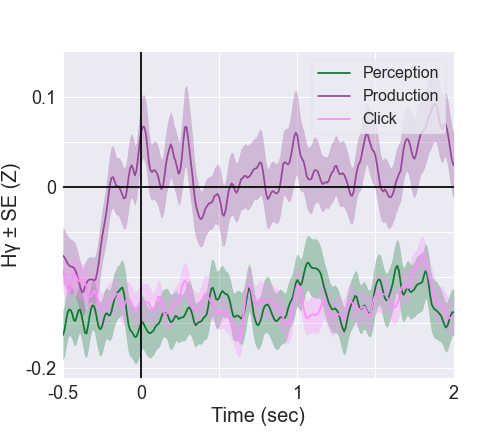 Perception
Production
Click
0.1
0
-0.2
Hγ ± SE (Z)
-0.5
0
1
2
Time (sec)